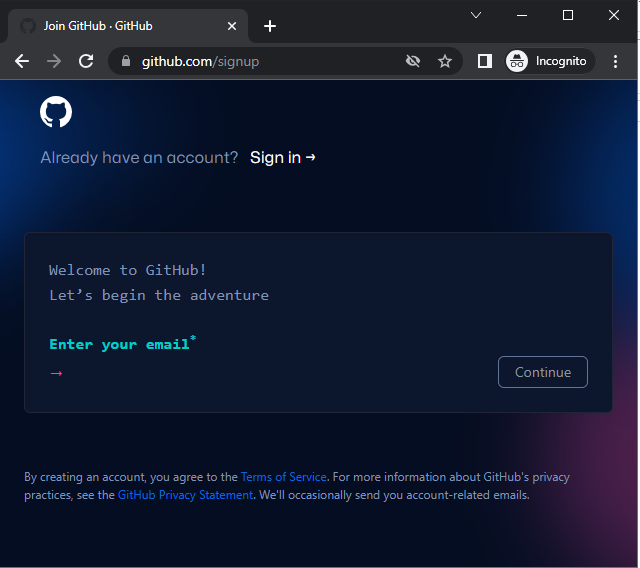 Join GitHub · GitHub
github.com/signup
Incognito
Already have an account? Sign in →
Welcome to GitHub!
Let’s begin the adventure
Enter your email*
→
Continue
By creating an account, you agree to the Terms of Service. For more information about GitHub's privacy
practices, see the GitHub Privacy Statement. We'll occasionally send you account-related emails.